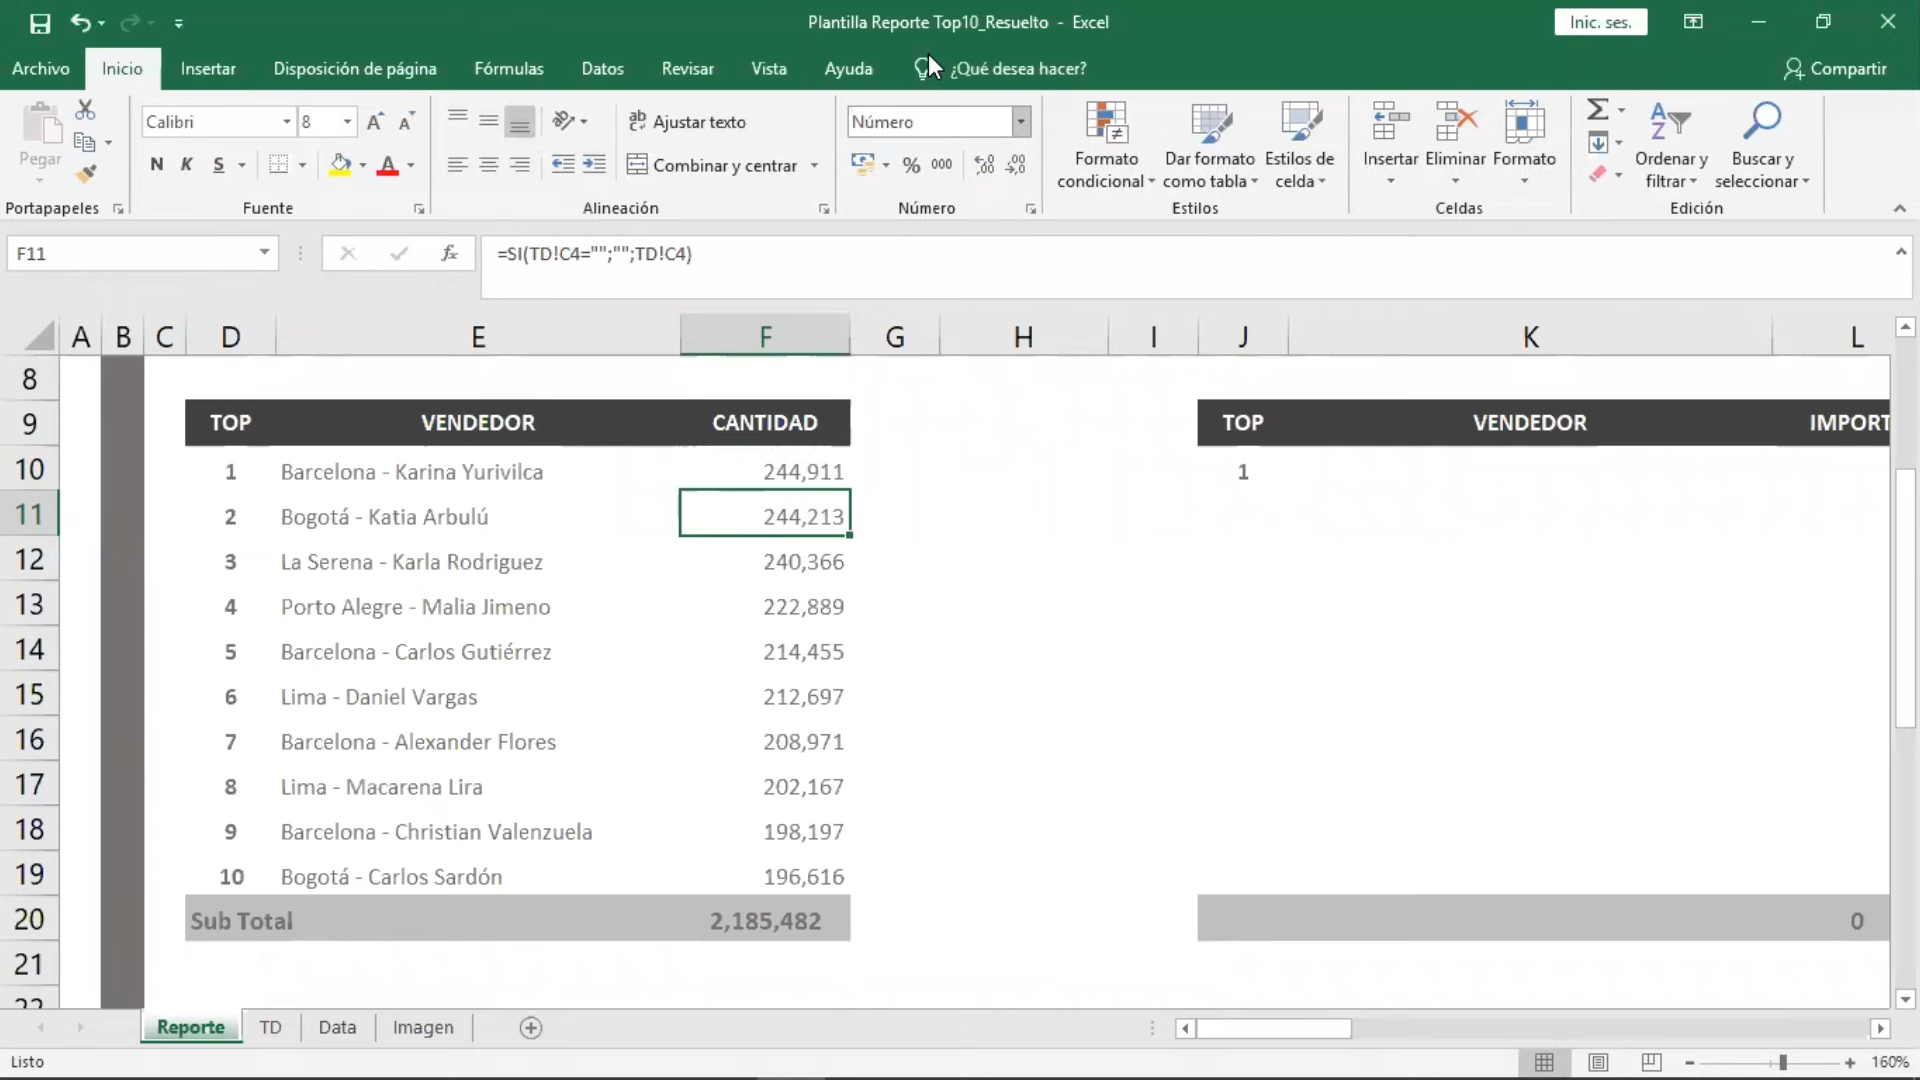 Plantilla Reporte Top10_Resuelto - Excel
Inic. ses.
Archivo Inicio Insertar Disposición de página Fórmulas Datos Revisar Vista Ayuda ¿Qué desea hacer? Compartir
Pegar
Calibri 8
N K S
Ajustar texto
Combinar y centrar
Número
% 000
Formato condicional
Dar formato como tabla
Estilos de celda
Insertar Eliminar Formato
Ordenar y filtrar
Buscar y seleccionar
Portapapeles Fuente Alineación Número Estilos Celdas Edición
F11 fx =SI(TD!C4="";"";TD!C4)
A B C D E F G H I J K L
8
9 TOP VENDEDOR CANTIDAD TOP VENDEDOR IMPORT
10 1 Barcelona - Karina Yurivilca 244,911 1
11 2 Bogotá - Katia Arbulú 244,213
12 3 La Serena - Karla Rodriguez 240,366
13 4 Porto Alegre - Malia Jimeno 222,889
14 5 Barcelona - Carlos Gutiérrez 214,455
15 6 Lima - Daniel Vargas 212,697
16 7 Barcelona - Alexander Flores 208,971
17 8 Lima - Macarena Lira 202,167
18 9 Barcelona - Christian Valenzuela 198,197
19 10 Bogotá - Carlos Sardón 196,616
20 Sub Total 2,185,482 0
21
22
Reporte TD Data Imagen
Listo 160%